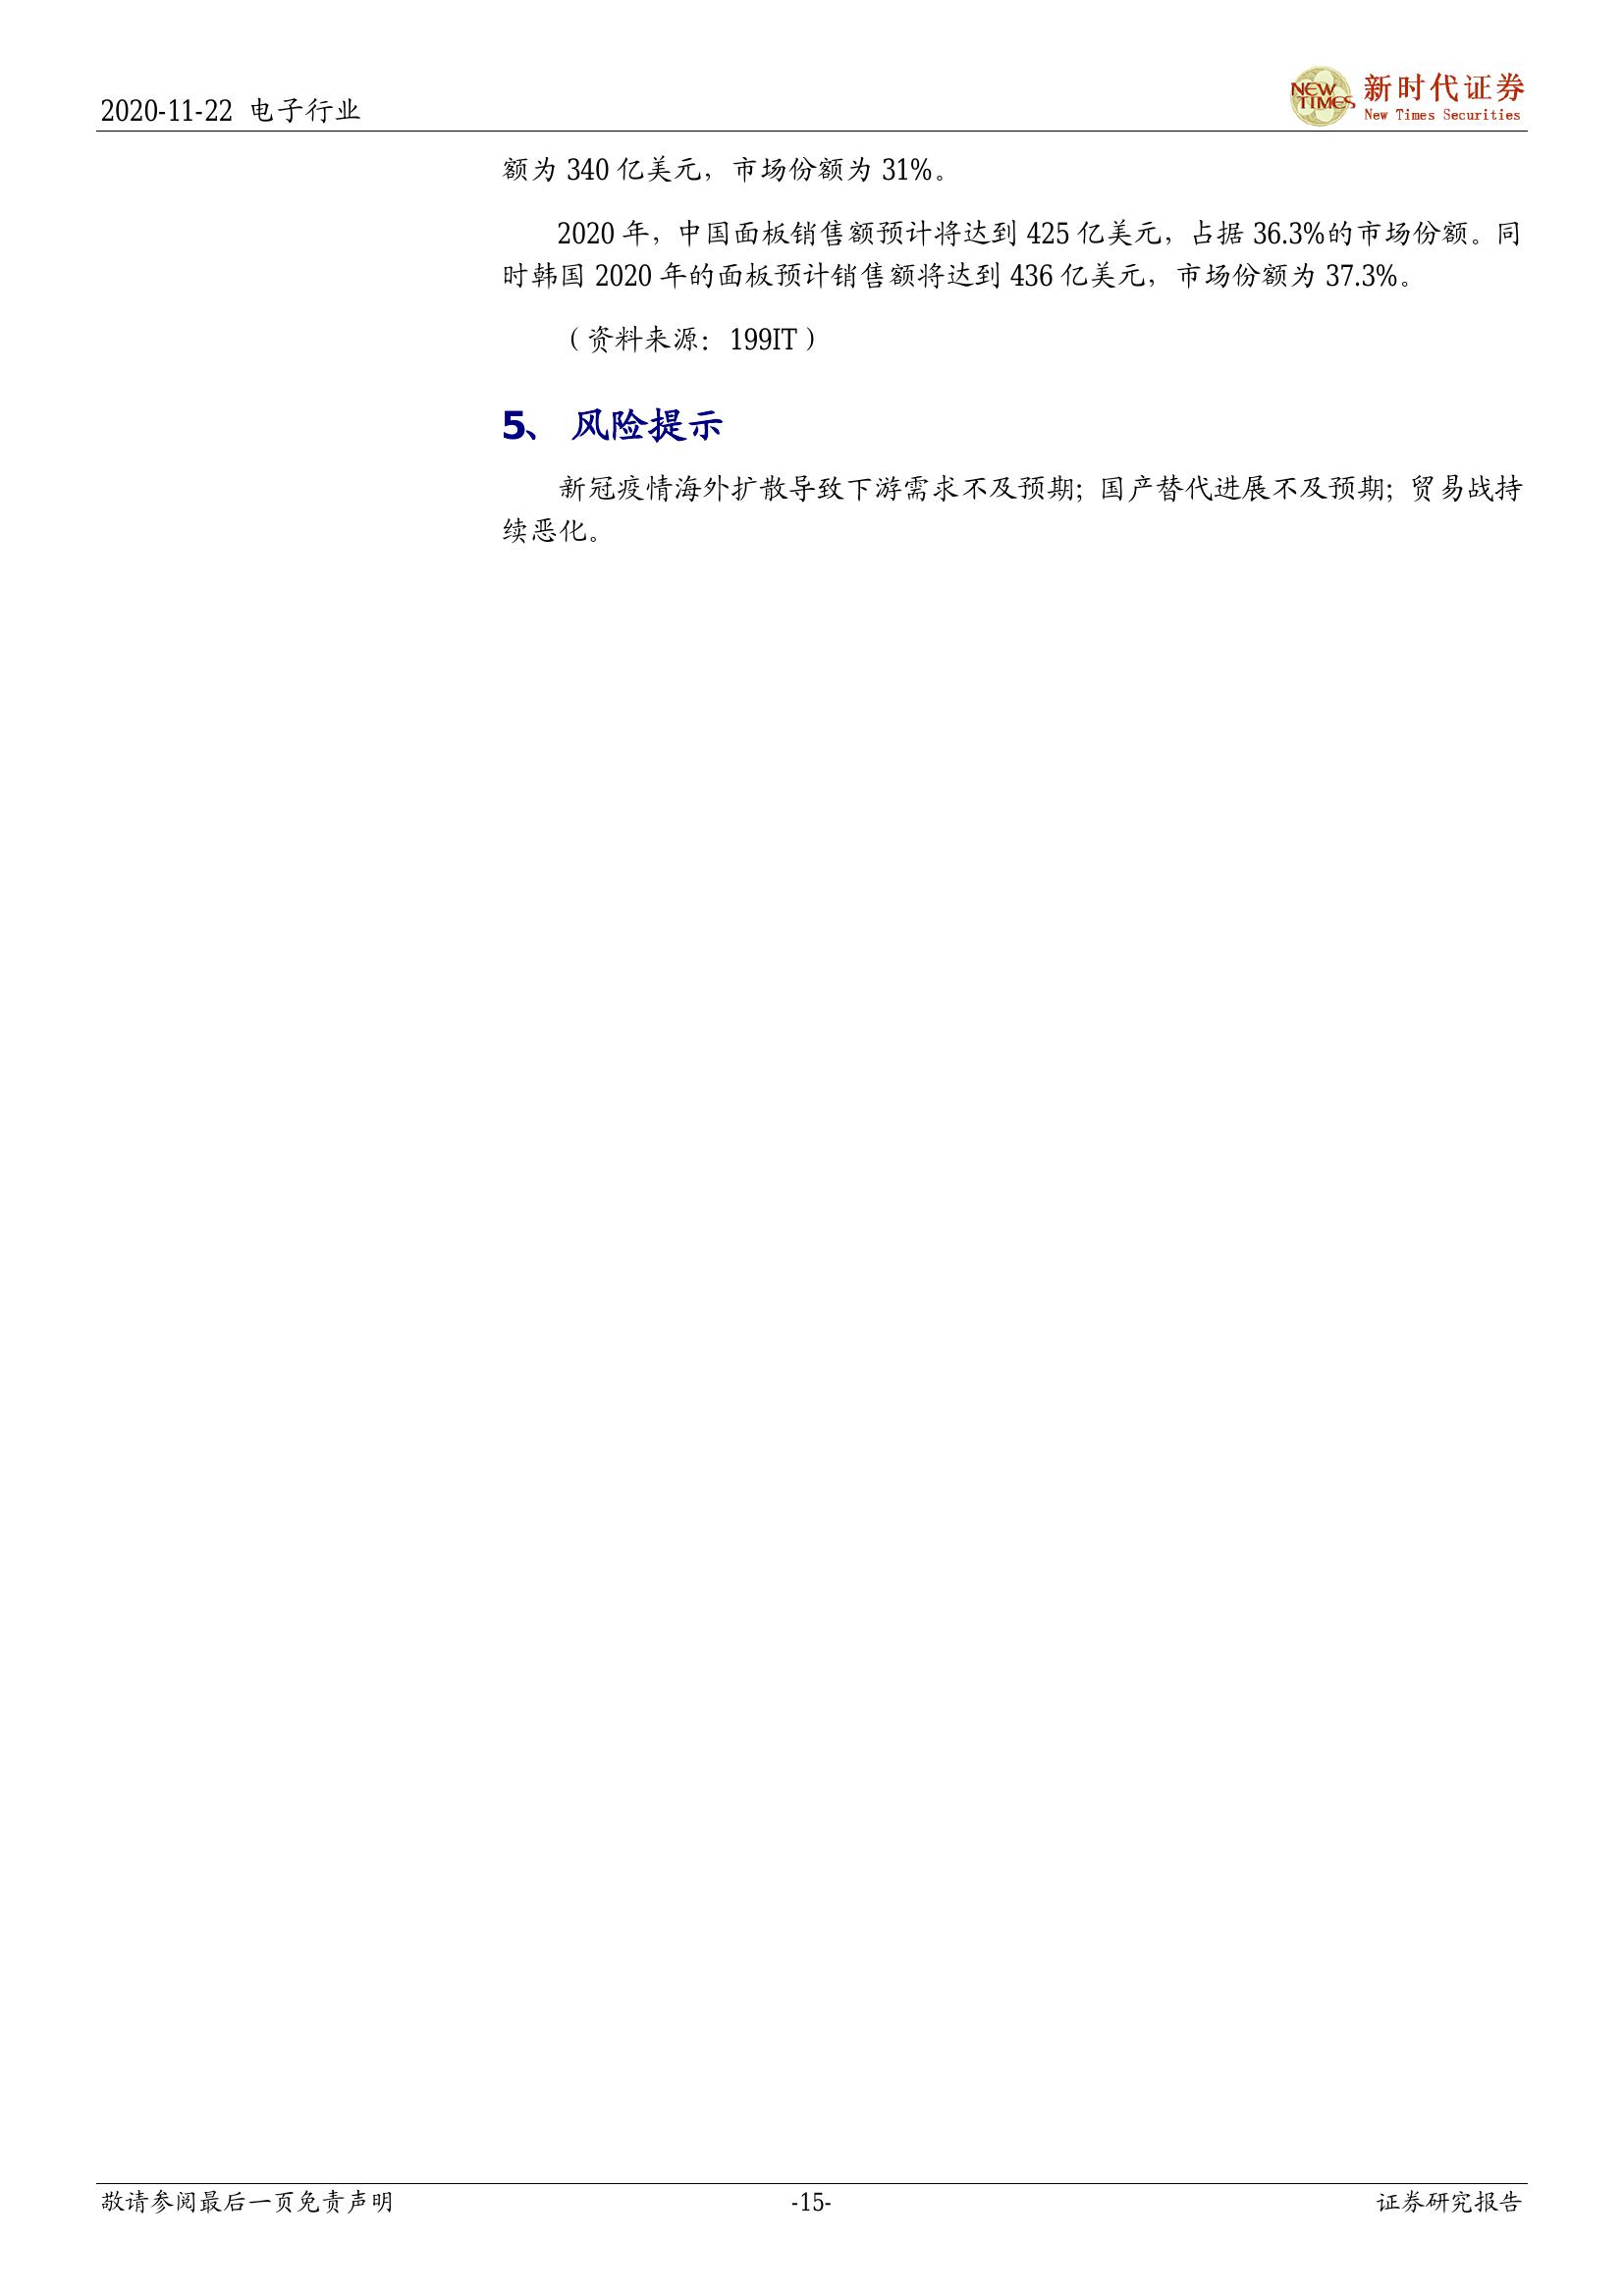 2020-11-22 电子行业
NEW TIMES 新时代证券
New Times Securities
额为 340 亿美元，市场份额为 31%。
2020 年，中国面板销售额预计将达到 425 亿美元，占据 36.3%的市场份额。同
时韩国 2020 年的面板预计销售额将达到 436 亿美元，市场份额为 37.3%。
（资料来源：199IT）
5、 风险提示
新冠疫情海外扩散导致下游需求不及预期；国产替代进展不及预期；贸易战持
续恶化。
敬请参阅最后一页免责声明 -15- 证券研究报告